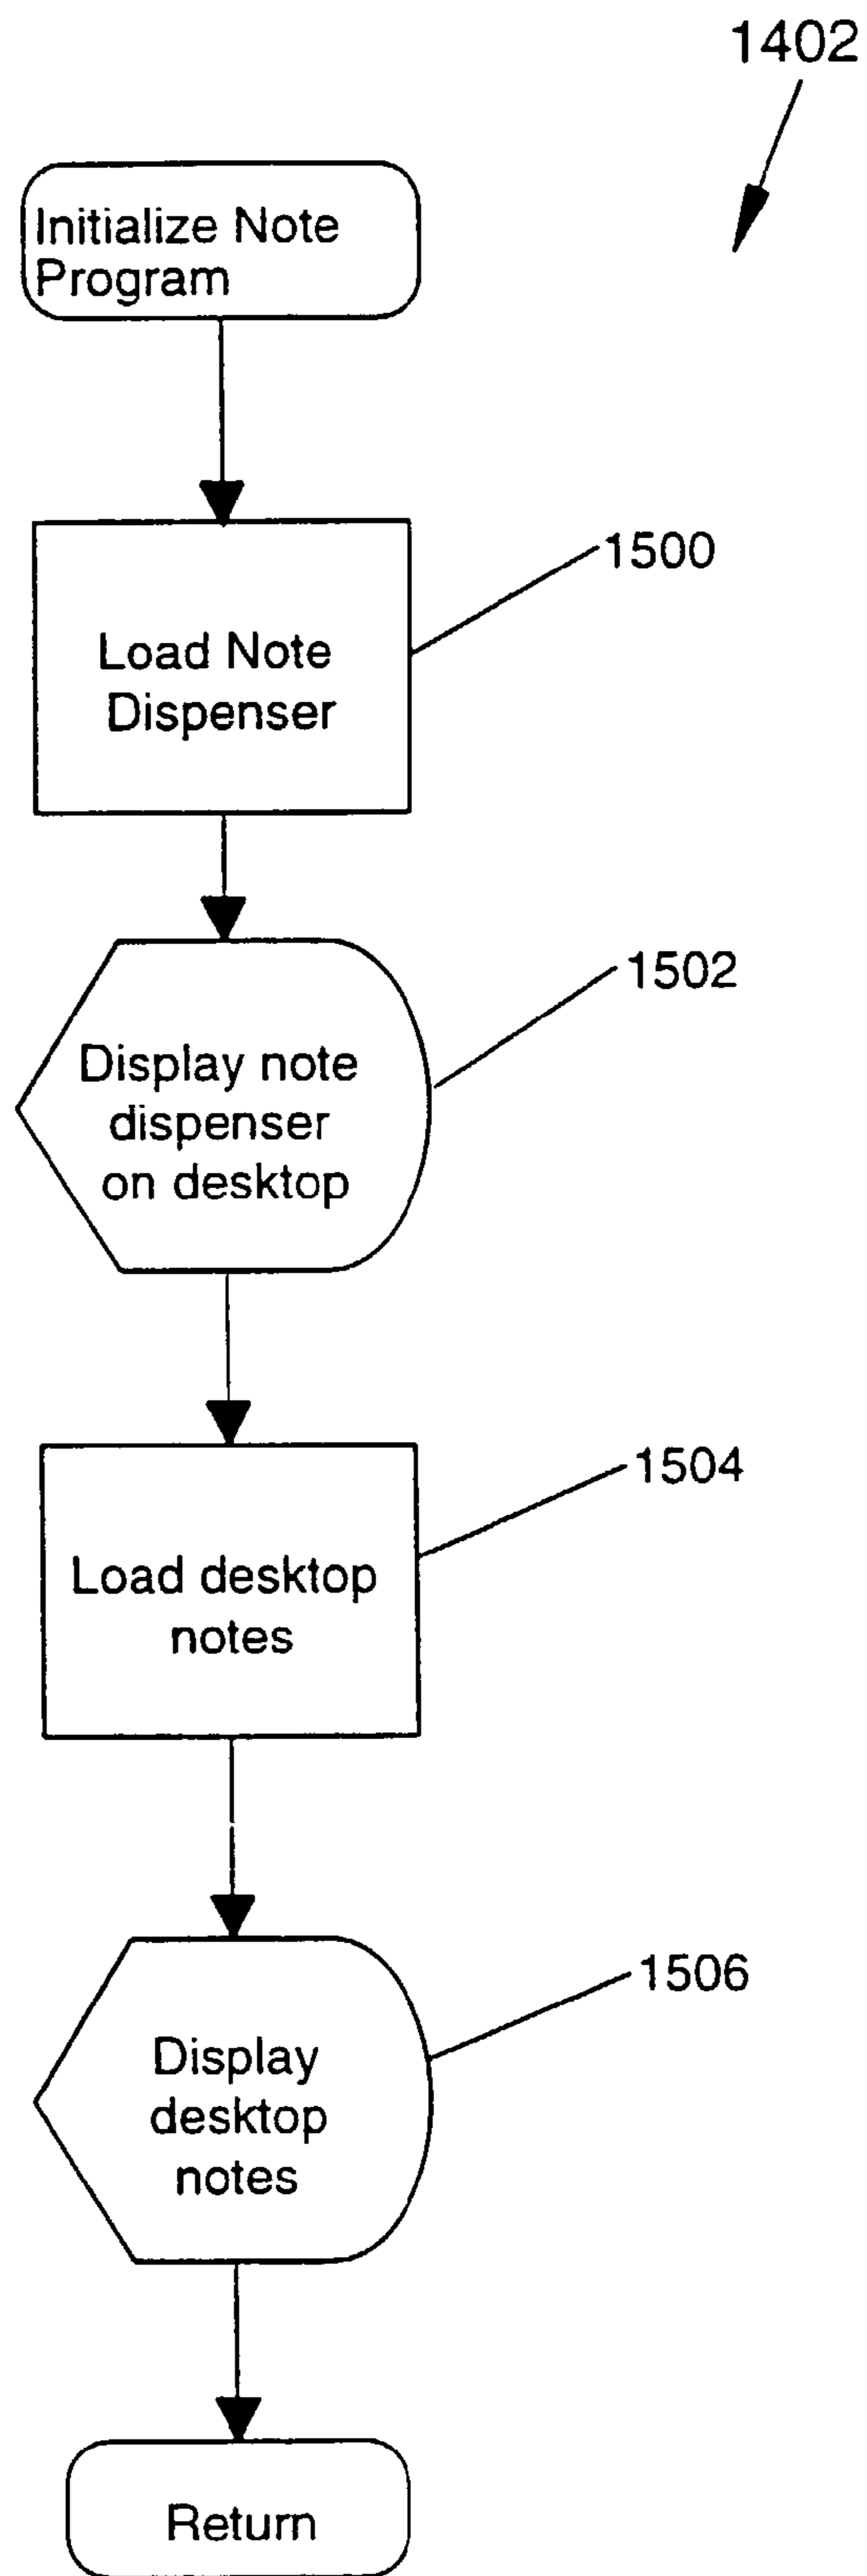 1402
Initialize Note
Program
1500
Load Note
Dispenser
1502
Display note
dispenser
on desktop
1504
Load desktop
notes
1506
Display
desktop
notes
Return